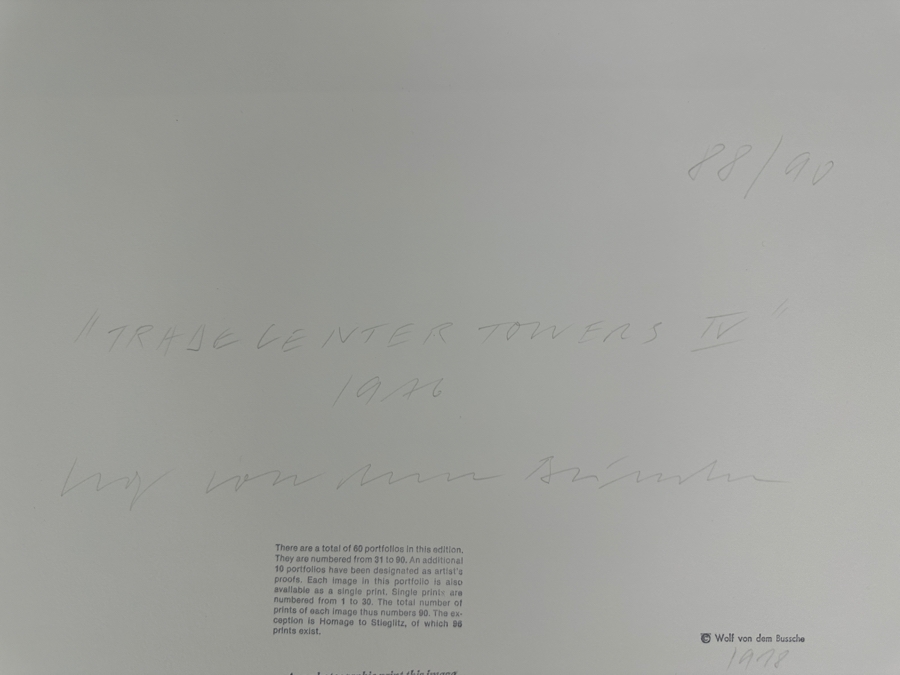 88/90
"TRADE CENTER TOWERS IV"
1976
Wolf von dem Bussche
There are a total of 60 portfolios in this edition.
They are numbered from 31 to 90. An additional
10 portfolios have been designated as artist's
proofs. Each image in this portfolio is also
available as a single print. Single prints are
numbered from 1 to 30. The total number of
prints of each image thus numbers 90. The ex-
ception is Homage to Stieglitz, of which 96
prints exist.
© Wolf von dem Bussche
1978
print this image